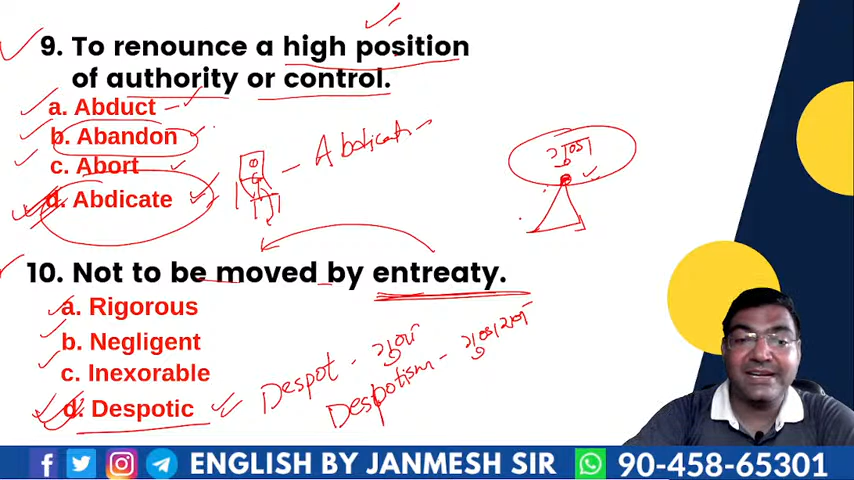 9. To renounce a high position
of authority or control.
a. Abduct
b. Abandon
c. Abort
d. Abdicate
10. Not to be moved by entreaty.
a. Rigorous
b. Negligent
c. Inexorable
d. Despotic
Despot -
Despotism -
f ENGLISH BY JANMESH SIR 90-458-65301